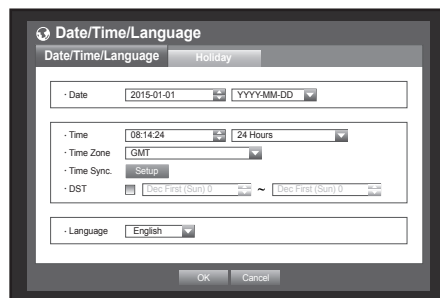 Date/Time/Language
Date/Time/Language Holiday
· Date 2015-01-01 YYYY-MM-DD
· Time 08:14:24 24 Hours
· Time Zone GMT
· Time Sync. Setup
· DST Dec First (Sun) 0 ~ Dec First (Sun) 0
· Language English
OK Cancel